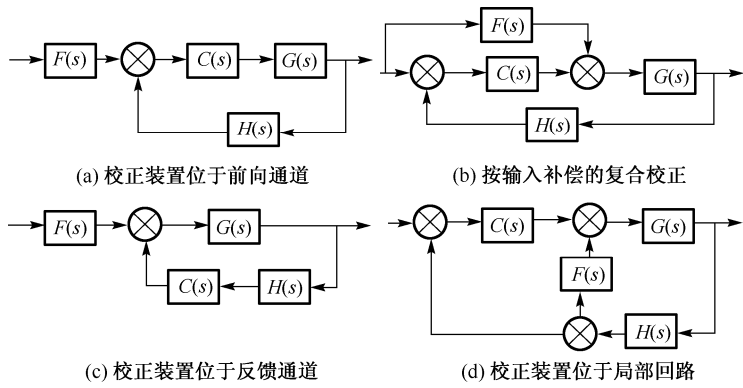 F(s)
C(s)
G(s)
H(s)
(a) 校正装置位于前向通道
F(s)
C(s)
G(s)
H(s)
(b) 按输入补偿的复合校正
F(s)
G(s)
C(s)
H(s)
(c) 校正装置位于反馈通道
C(s)
G(s)
F(s)
H(s)
(d) 校正装置位于局部回路